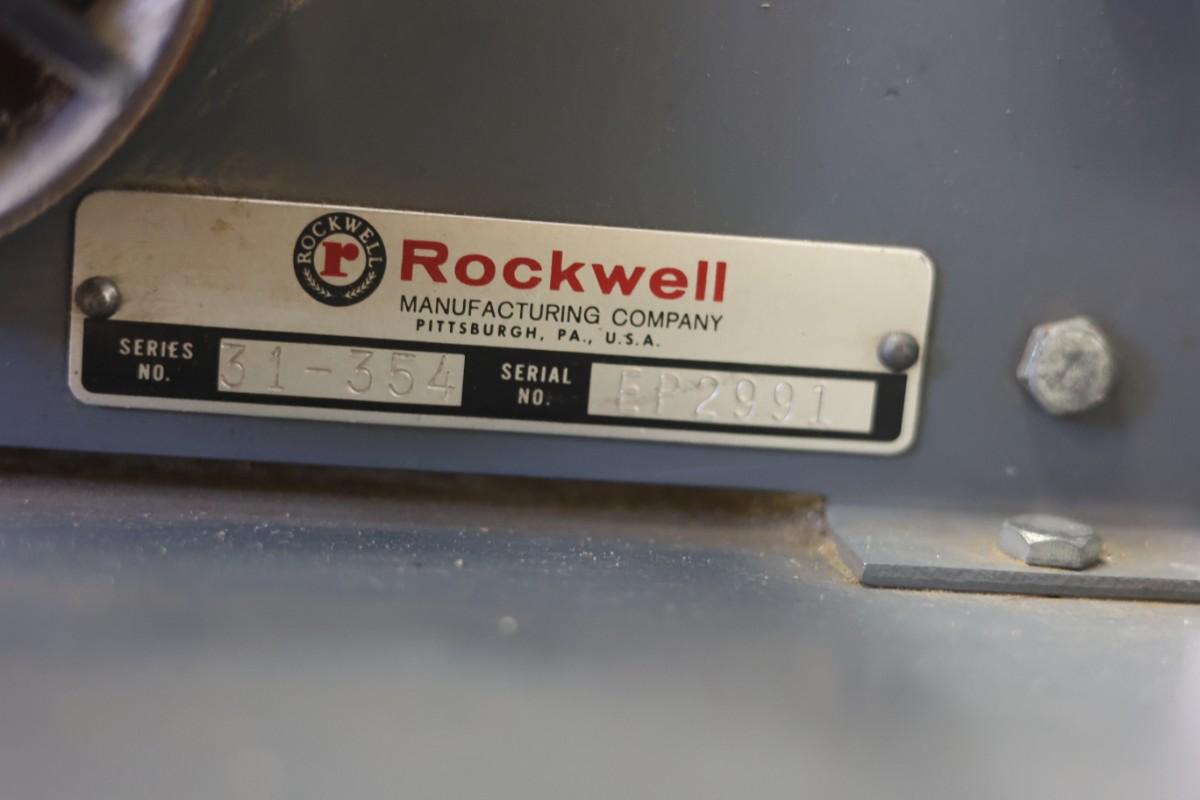 ROCKWELL
r
Rockwell
MANUFACTURING COMPANY
PITTSBURGH, PA., U.S.A.
SERIES NO. 31-354 SERIAL NO. EP2991